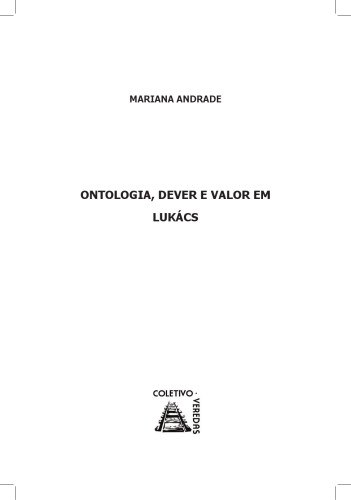 MARIANA ANDRADE
ONTOLOGIA, DEVER E VALOR EM
LUKÁCS
COLETIVO ·
VEREDAS